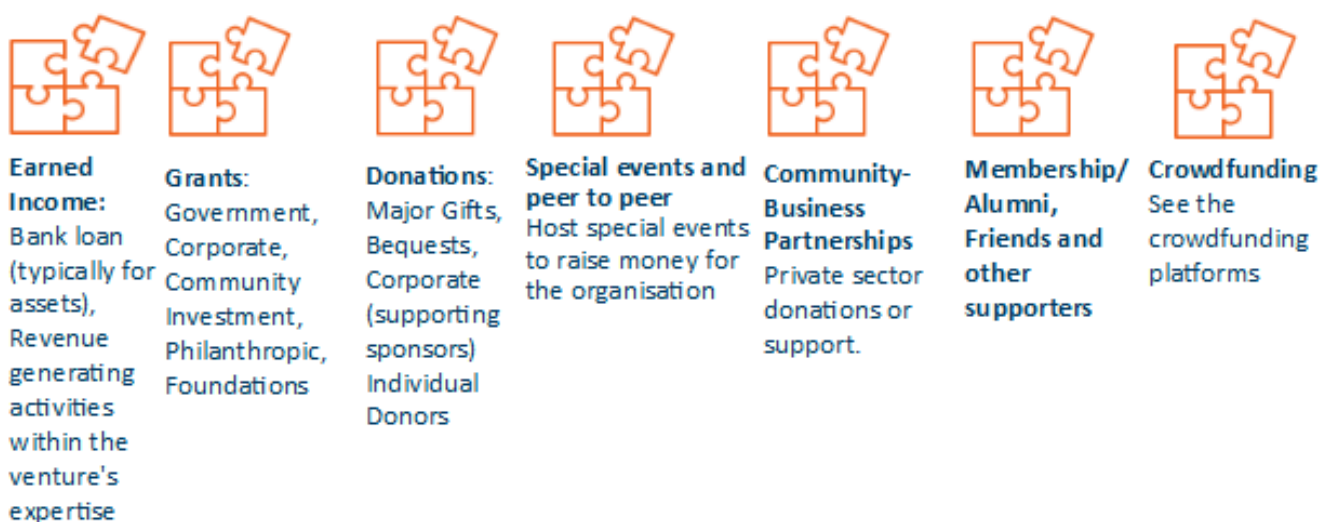 Earned
Income:
Bank loan
(typically for
assets),
Revenue
generating
activities
within the
venture's
expertise
Grants:
Government,
Corporate,
Community
Investment,
Philanthropic,
Foundations
Donations:
Major Gifts,
Bequests,
Corporate
(supporting
sponsors)
Individual
Donors
Special events and
peer to peer
Host special events
to raise money for
the organisation
Community-
Business
Partnerships
Private sector
donations or
support.
Membership/
Alumni,
Friends and
other
supporters
Crowdfunding
See the
crowdfunding
platforms